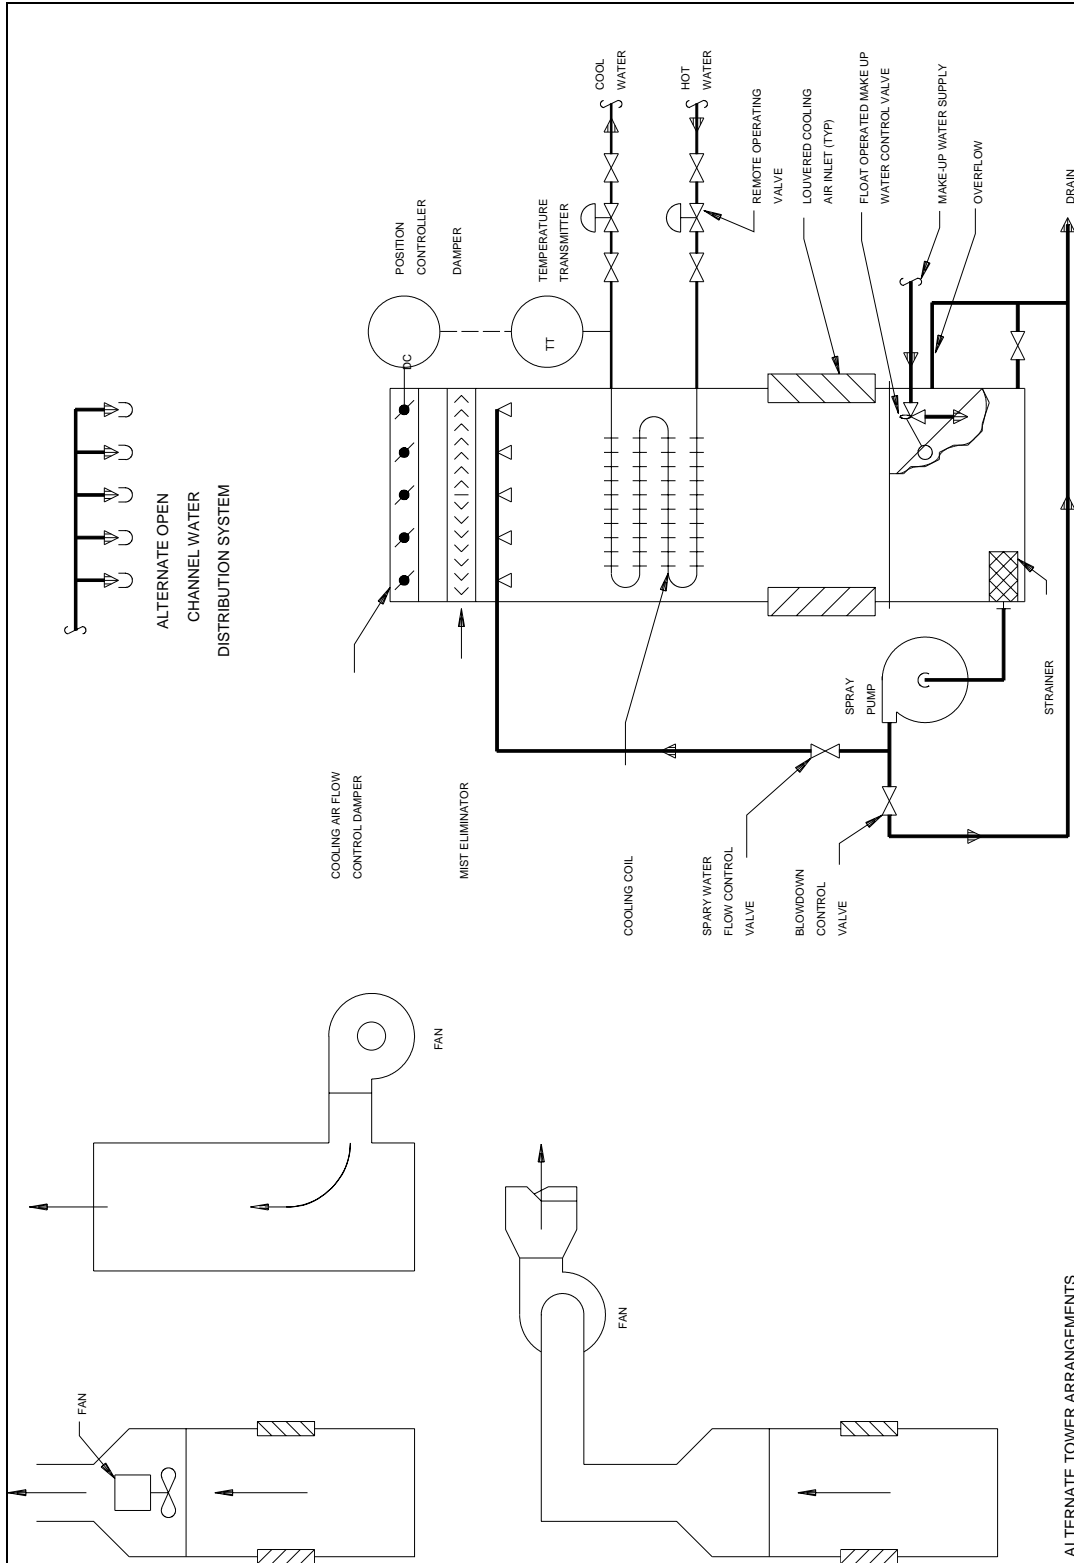 ALTERNATE OPEN
CHANNEL WATER
DISTRIBUTION SYSTEM
COOL
WATER
HOT
WATER
POSITION
CONTROLLER
DAMPER
TEMPERATURE
TRANSMITTER
DC
TT
REMOTE OPERATING
VALVE
LOUVERED COOLING
AIR INLET (TYP)
FLOAT OPERATED MAKE UP
WATER CONTROL VALVE
MAKE-UP WATER SUPPLY
OVERFLOW
DRAIN
COOLING AIR FLOW
CONTROL DAMPER
MIST ELIMINATOR
COOLING COIL
SPARY WATER
FLOW CONTROL
VALVE
BLOWDOWN
CONTROL
VALVE
SPRAY
PUMP
STRAINER
FAN
FAN
FAN
ALTERNATE TOWER ARRANGEMENTS